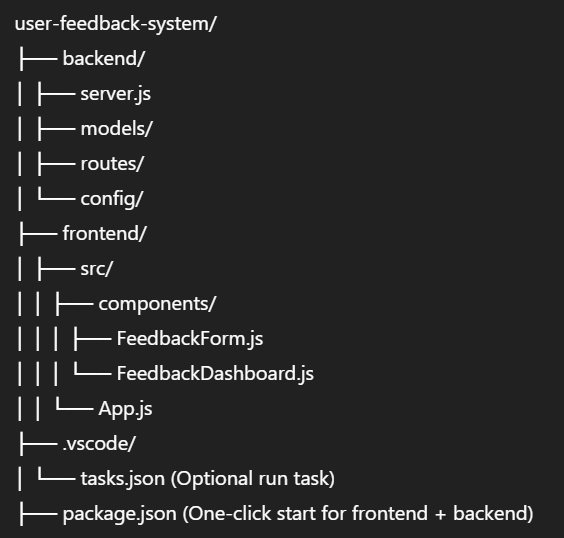 user-feedback-system/
├── backend/
│ ├── server.js
│ ├── models/
│ ├── routes/
│ └── config/
├── frontend/
│ ├── src/
│ │ ├── components/
│ │ │ ├── FeedbackForm.js
│ │ │ └── FeedbackDashboard.js
│ │ └── App.js
├── .vscode/
│ └── tasks.json (Optional run task)
├── package.json (One-click start for frontend + backend)